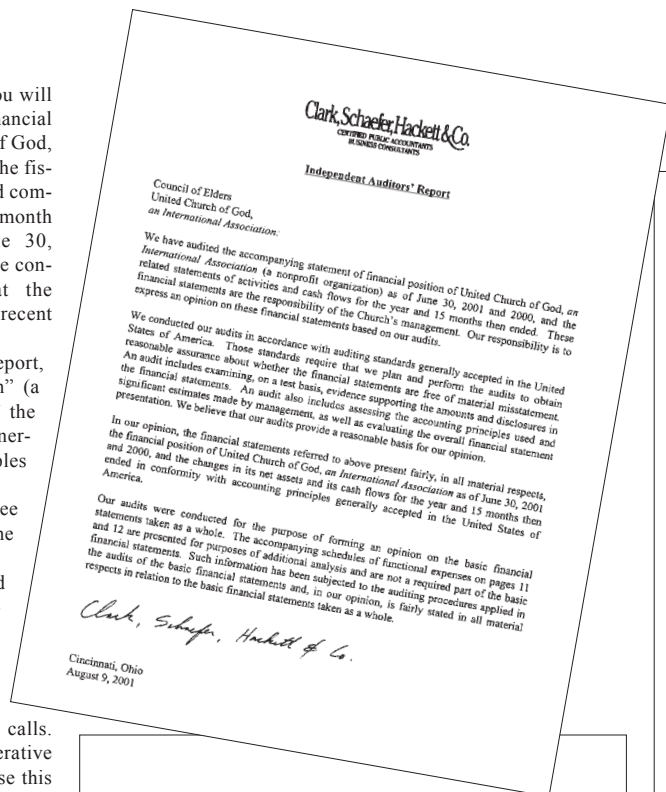 ou will
nancial
of God,
he fis-
d com-
month
e 30,
e con-
at the
recent
eport,
n” (a
the
ner-
oles
ee
he
d
calls.
erative
se this
Clark, Schaefer, Hackett & Co.
CERTIFIED PUBLIC ACCOUNTANTS
BUSINESS CONSULTANTS
Independent Auditors' Report
Council of Elders
United Church of God,
an International Association:
We have audited the accompanying statement of financial position of United Church of God, an
International Association (a nonprofit organization) as of June 30, 2001 and 2000, and the
related statements of activities and cash flows for the year and 15 months then ended. These
financial statements are the responsibility of the Church's management. Our responsibility is to
express an opinion on these financial statements based on our audits.
We conducted our audits in accordance with auditing standards generally accepted in the United
States of America. Those standards require that we plan and perform the audits to obtain
reasonable assurance about whether the financial statements are free of material misstatement.
An audit includes examining, on a test basis, evidence supporting the amounts and disclosures in
the financial statements. An audit also includes assessing the accounting principles used and
significant estimates made by management, as well as evaluating the overall financial statement
presentation. We believe that our audits provide a reasonable basis for our opinion.
In our opinion, the financial statements referred to above present fairly, in all material respects,
the financial position of United Church of God, an International Association as of June 30, 2001
and 2000, and the changes in its net assets and its cash flows for the year and 15 months then
ended in conformity with accounting principles generally accepted in the United States of
America.
Our audits were conducted for the purpose of forming an opinion on the basic financial
statements taken as a whole. The accompanying schedules of functional expenses on pages 11
and 12 are presented for purposes of additional analysis and are not a required part of the basic
financial statements. Such information has been subjected to the auditing procedures applied in
the audits of the basic financial statements and, in our opinion, is fairly stated in all material
respects in relation to the basic financial statements taken as a whole.
Clark, Schaefer, Hackett & Co.
Cincinnati, Ohio
August 9, 2001